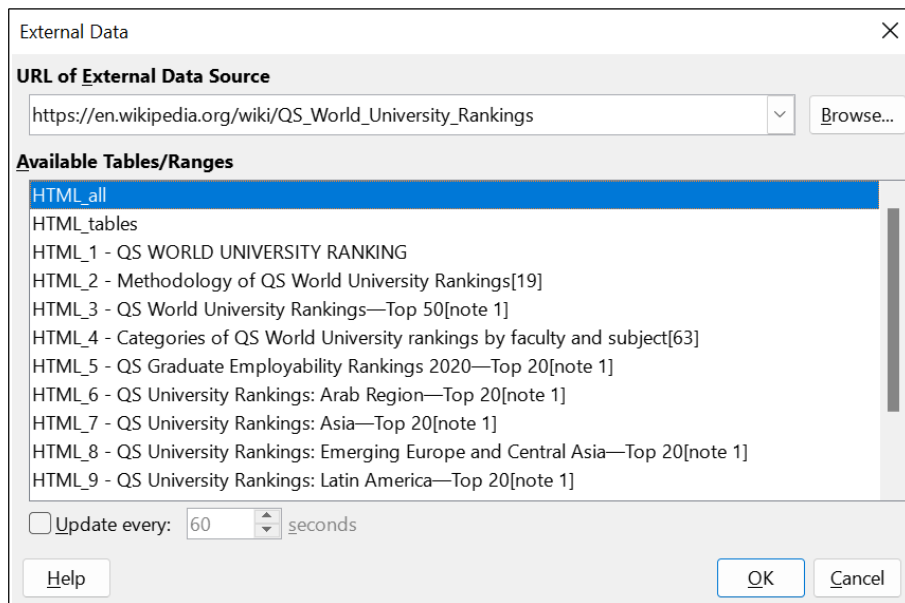 External Data
URL of External Data Source
https://en.wikipedia.org/wiki/QS_World_University_Rankings
Browse...
Available Tables/Ranges
HTML_all
HTML_tables
HTML_1 - QS WORLD UNIVERSITY RANKING
HTML_2 - Methodology of QS World University Rankings[19]
HTML_3 - QS World University Rankings—Top 50[note 1]
HTML_4 - Categories of QS World University rankings by faculty and subject[63]
HTML_5 - QS Graduate Employability Rankings 2020—Top 20[note 1]
HTML_6 - QS University Rankings: Arab Region—Top 20[note 1]
HTML_7 - QS University Rankings: Asia—Top 20[note 1]
HTML_8 - QS University Rankings: Emerging Europe and Central Asia—Top 20[note 1]
HTML_9 - QS University Rankings: Latin America—Top 20[note 1]
Update every: 60 seconds
Help OK Cancel